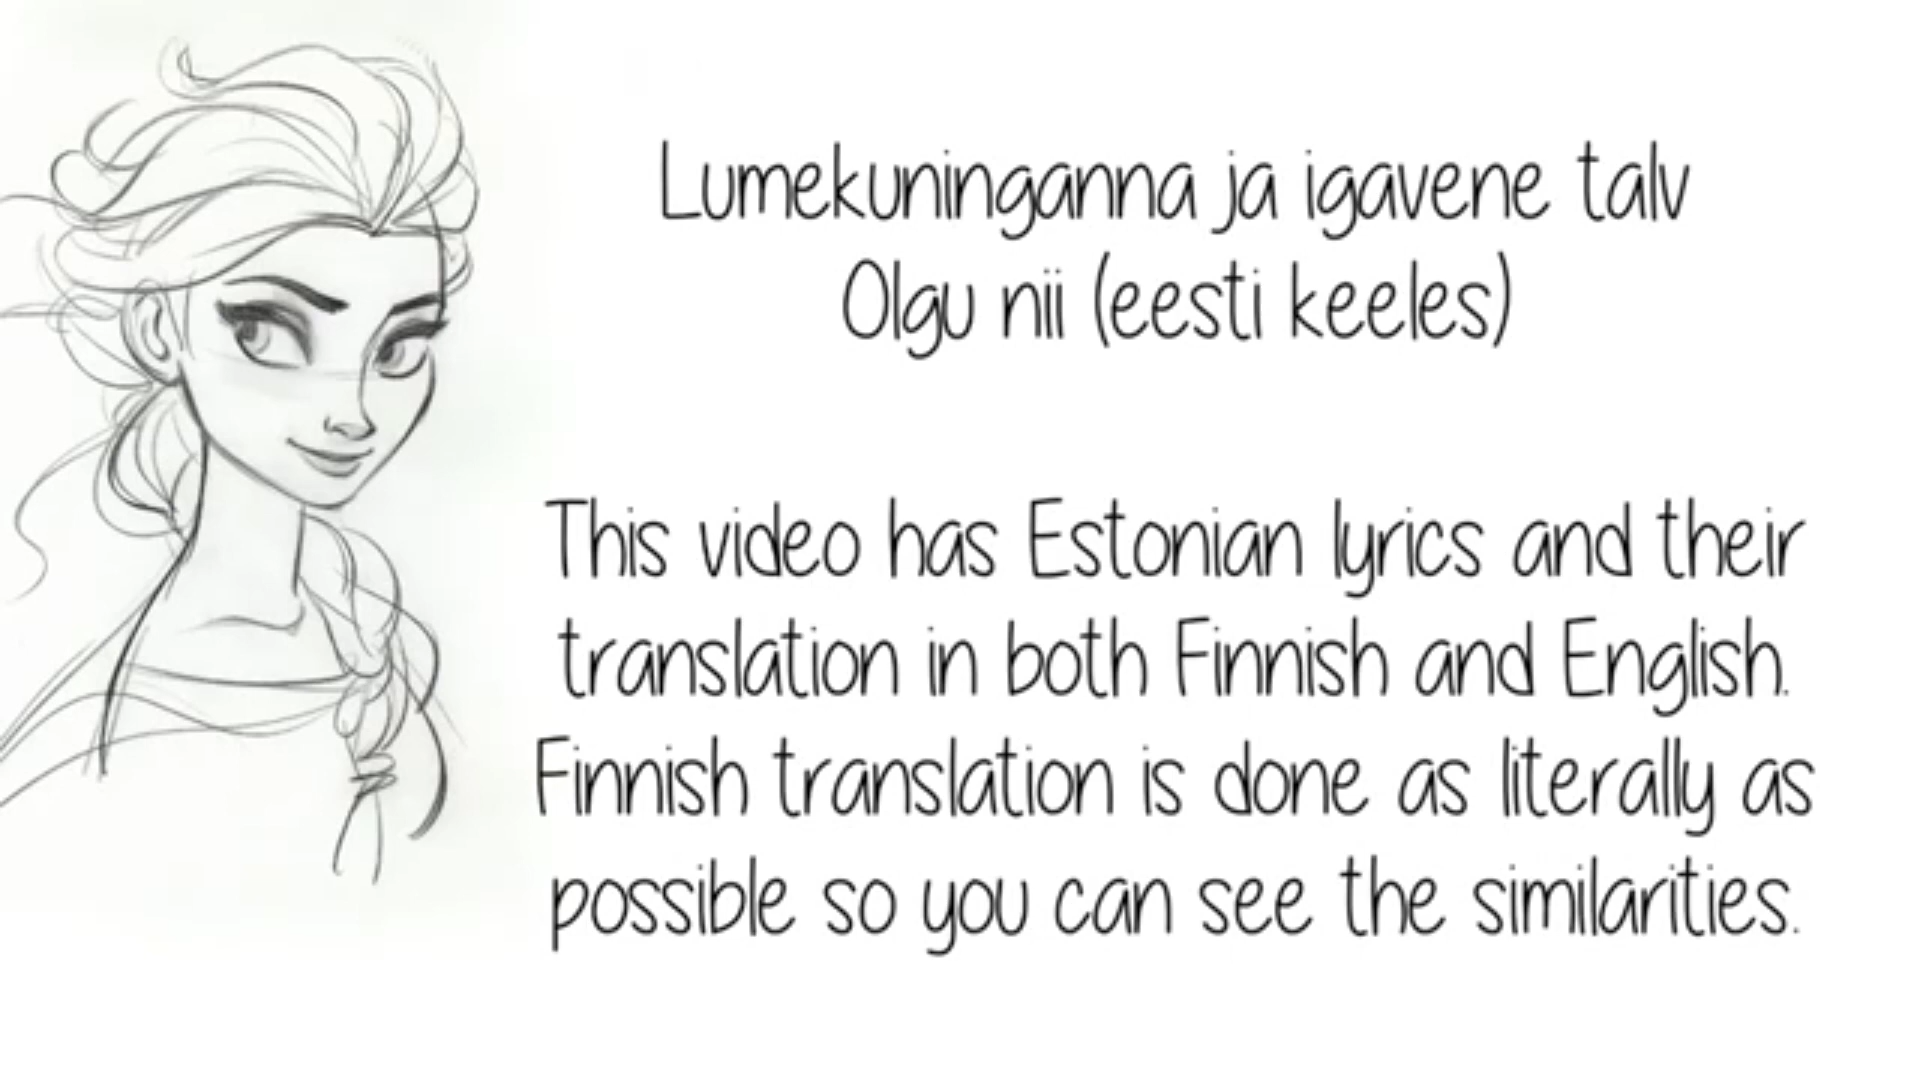 Lumekuninganna ja igavene talv
Olgu nii (eesti keeles)
This video has Estonian lyrics and their
translation in both Finnish and English.
Finnish translation is done as literally as
possible so you can see the similarities.